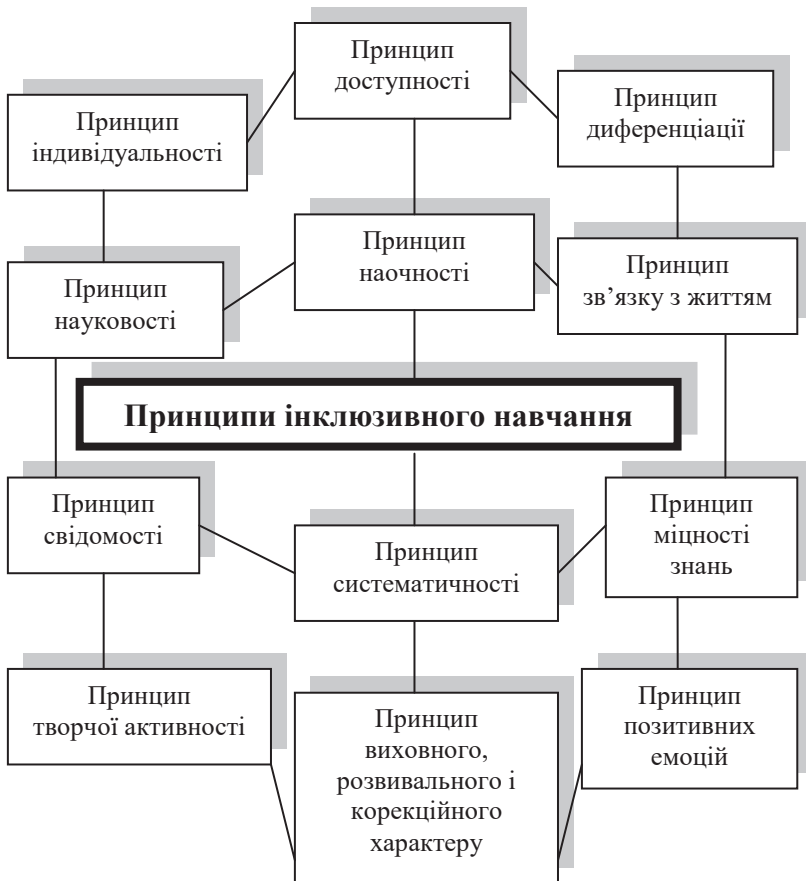 Принцип
доступності
Принцип
індивідуальності
Принцип
диференціації
Принцип
наочності
Принцип
науковості
Принцип
зв’язку з життям
Принципи інклюзивного навчання
Принцип
свідомості
Принцип
систематичності
Принцип
міцності
знань
Принцип
творчої активності
Принцип
виховного,
розвивального і
корекційного
характеру
Принцип
позитивних
емоцій